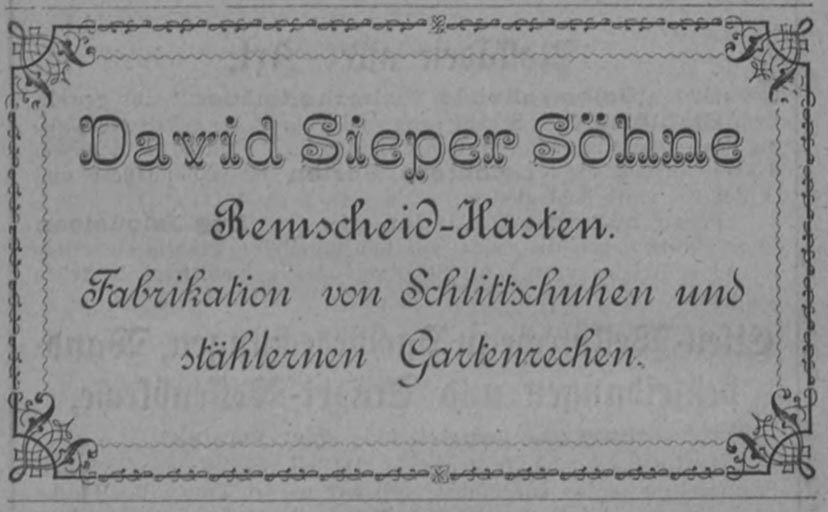 David Sieper Söhne
Remscheid-Hasten.
Fabrikation von Schlittschuhen und
stählernen Gartenrechen.